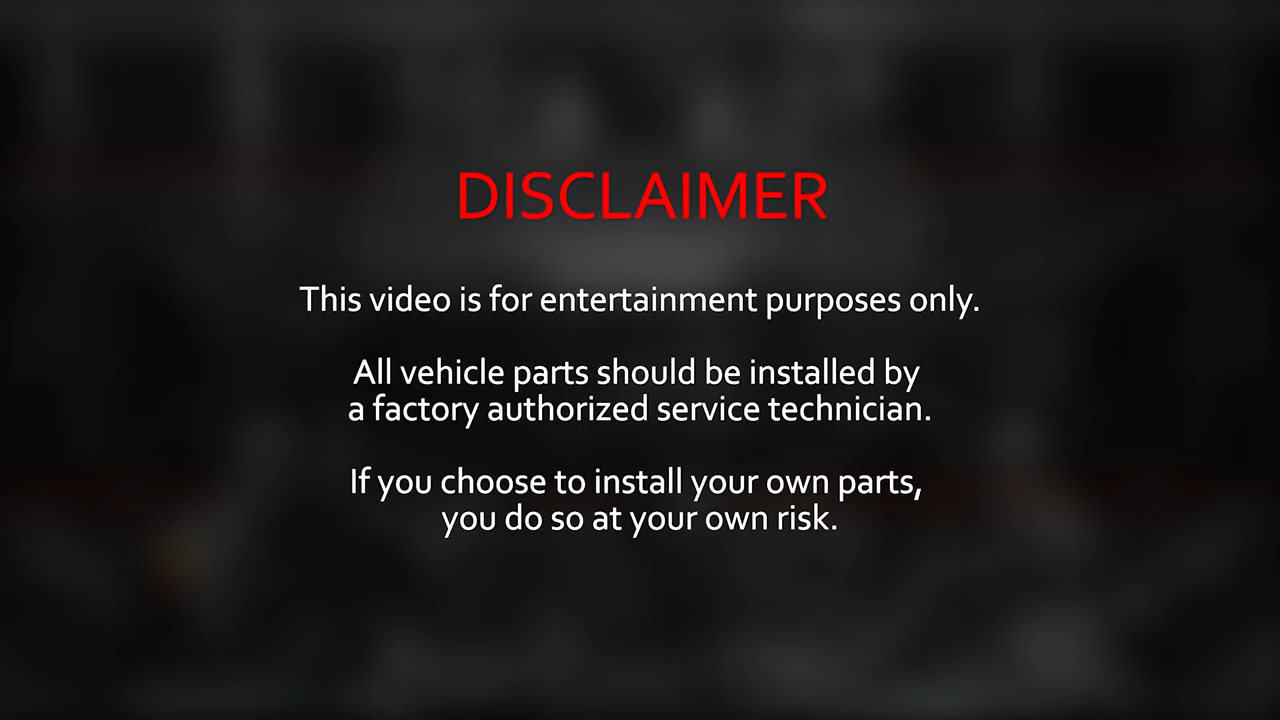 DISCLAIMER
This video is for entertainment purposes only.
All vehicle parts should be installed by
a factory authorized service technician.
If you choose to install your own parts,
you do so at your own risk.